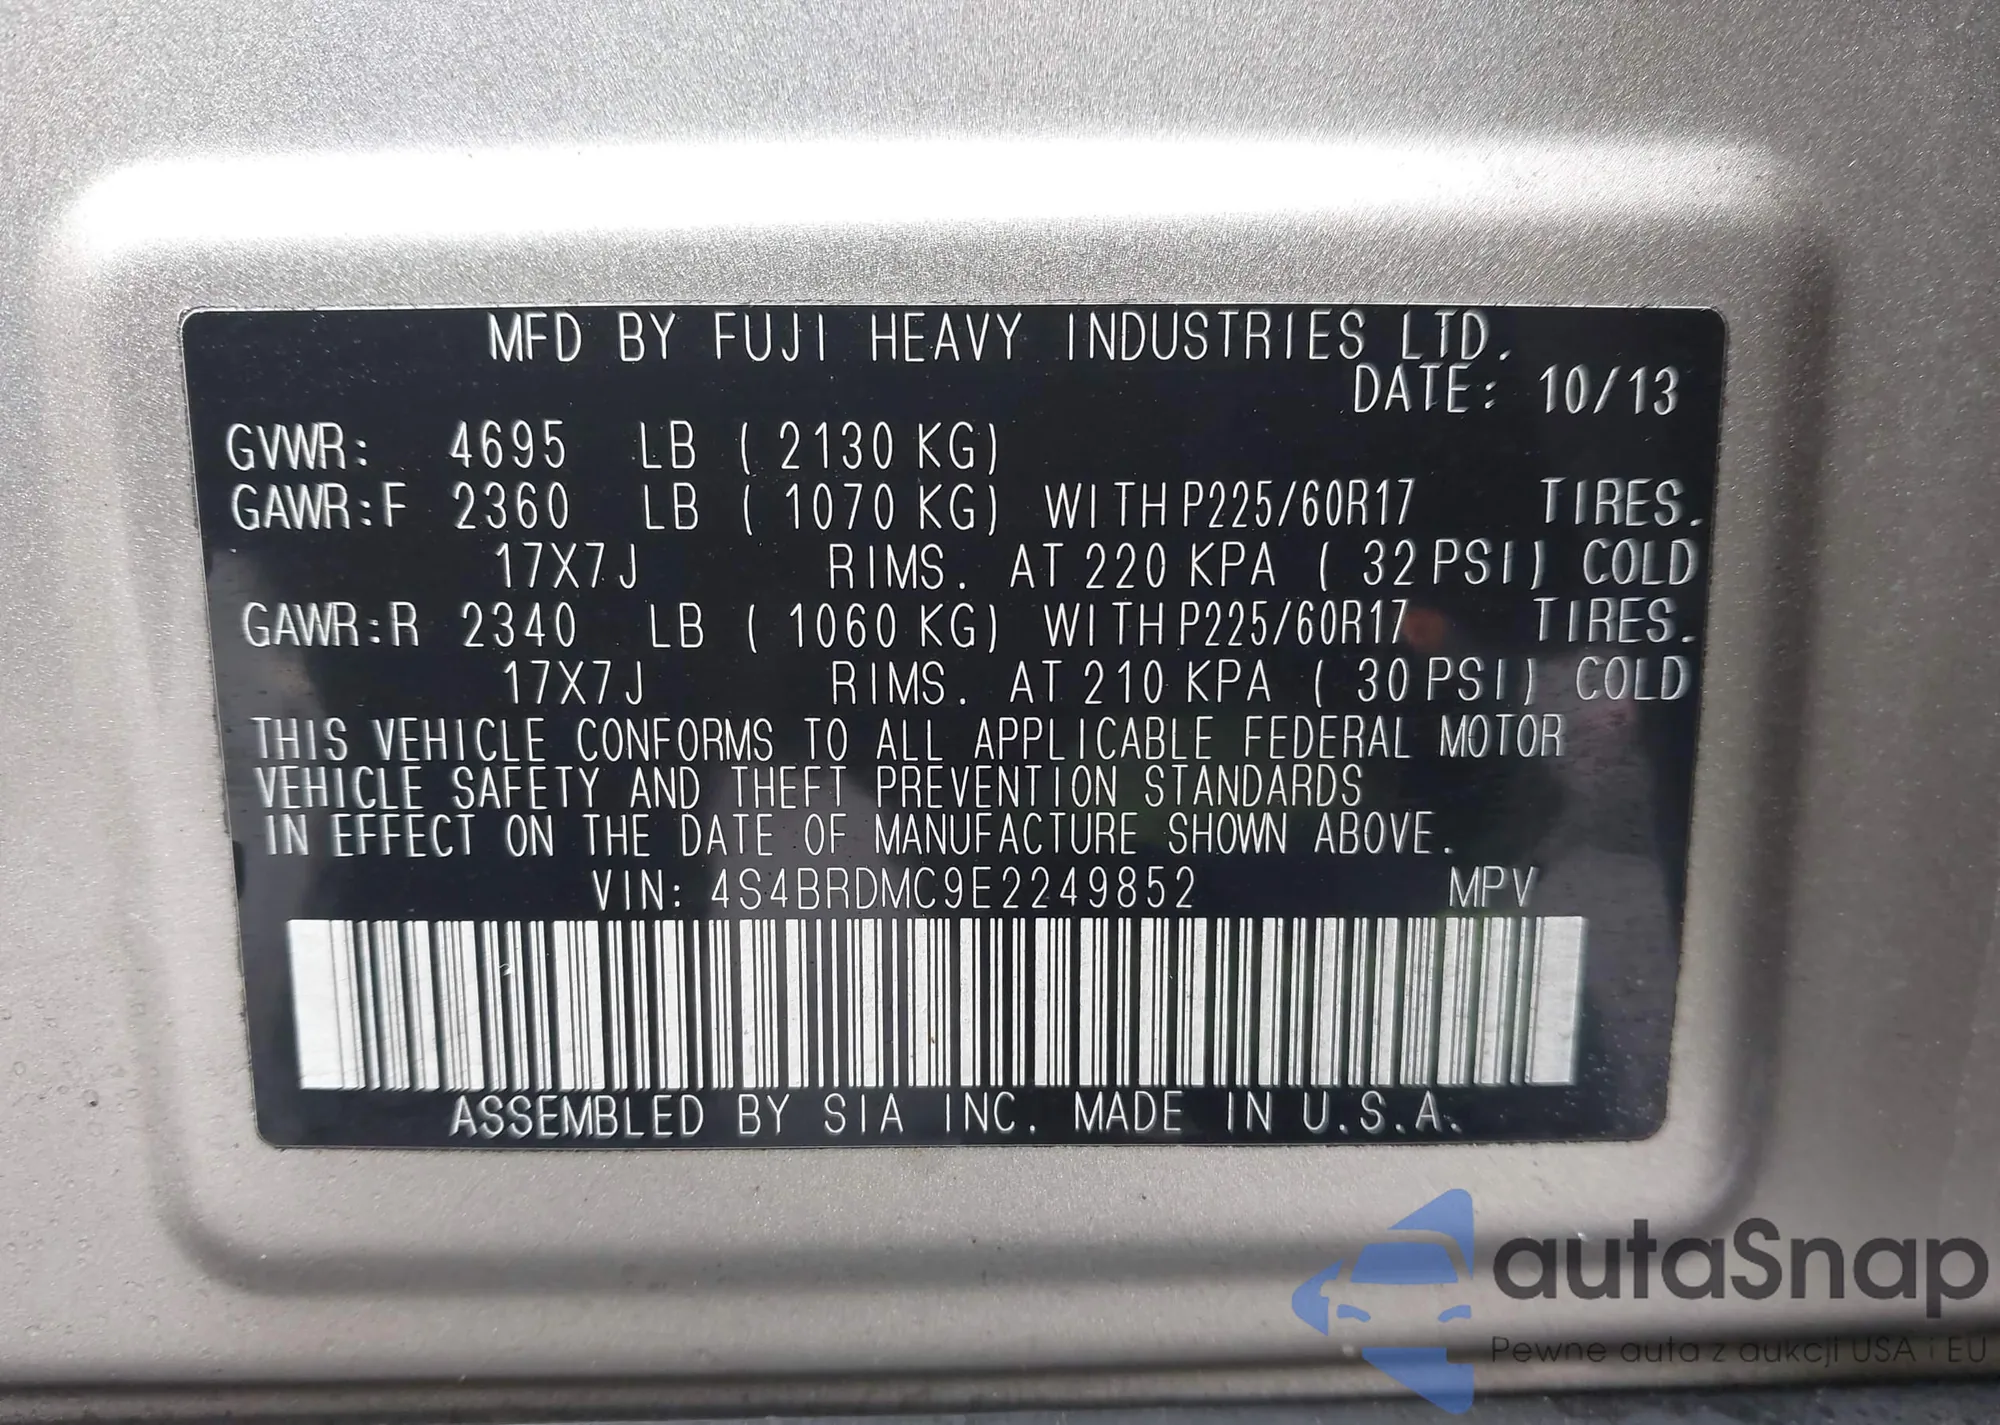 MFD BY FUJI HEAVY INDUSTRIES LTD.
DATE: 10/13
GVWR: 4695 LB ( 2130 KG)
GAWR:F 2360 LB ( 1070 KG) WITH P225/60R17 TIRES.
17X7J RIMS. AT 220 KPA ( 32 PSI) COLD
GAWR:R 2340 LB ( 1060 KG) WITH P225/60R17 TIRES.
17X7J RIMS. AT 210 KPA ( 30 PSI) COLD
THIS VEHICLE CONFORMS TO ALL APPLICABLE FEDERAL MOTOR
VEHICLE SAFETY AND THEFT PREVENTION STANDARDS
IN EFFECT ON THE DATE OF MANUFACTURE SHOWN ABOVE.
VIN: 4S4BRDMC9E2249852 MPV
ASSEMBLED BY SIA INC. MADE IN U.S.A.
autaSnap
Pewne auta z aukcji USA i EU